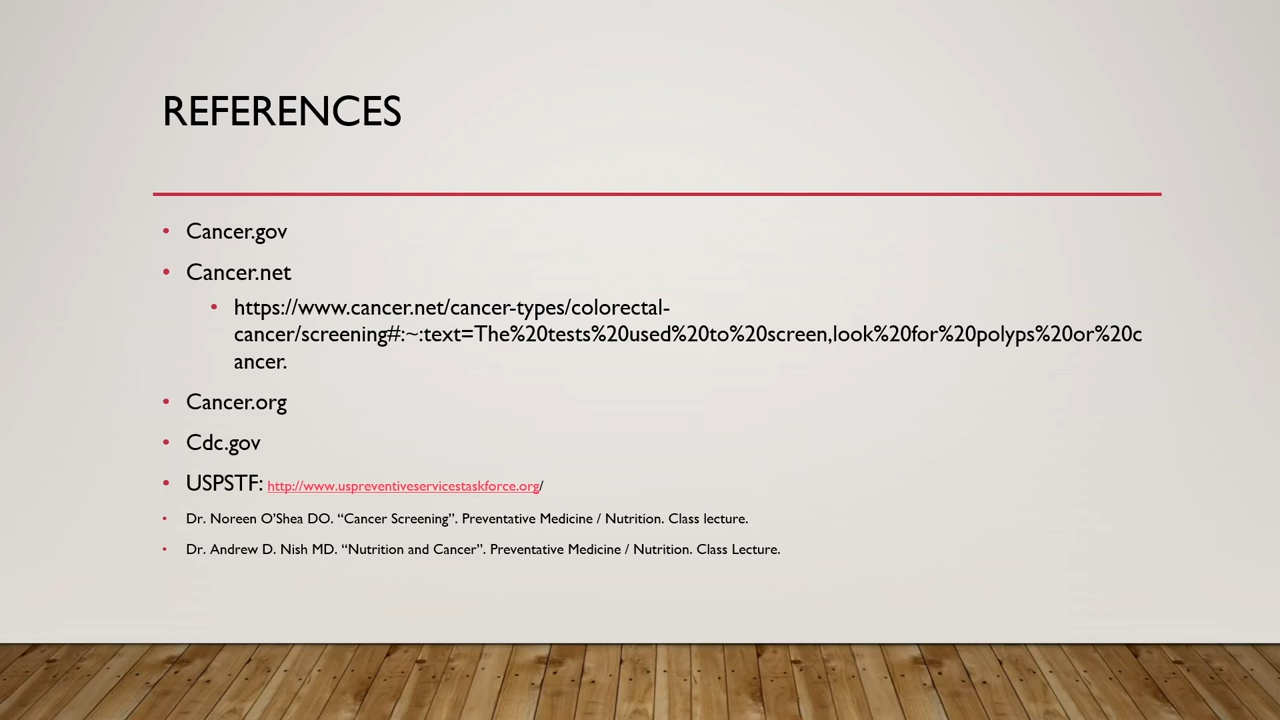 REFERENCES
• Cancer.gov
• Cancer.net
• https://www.cancer.net/cancer-types/colorectal-
cancer/screening#:~:text=The%20tests%20used%20to%20screen,look%20for%20polyps%20or%20c
ancer.
• Cancer.org
• Cdc.gov
• USPSTF: http://www.uspreventiveservicestaskforce.org/
• Dr. Noreen O’Shea DO. “Cancer Screening”. Preventative Medicine / Nutrition. Class lecture.
• Dr. Andrew D. Nish MD. “Nutrition and Cancer”. Preventative Medicine / Nutrition. Class Lecture.